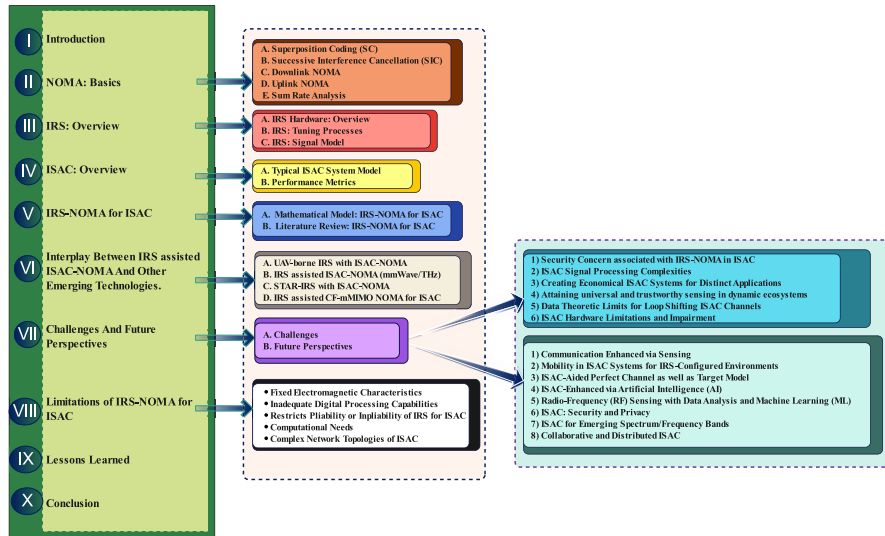 I
Introduction
II
NOMA: Basics
III
IRS: Overview
IV
ISAC: Overview
V
IRS-NOMA for ISAC
VI
Interplay Between IRS assisted
ISAC-NOMA And Other
Emerging Technologies.
VII
Challenges And Future
Perspectives
VIII
Limitations of IRS-NOMA for
ISAC
IX
Lessons Learned
X
Conclusion
A. Superposition Coding (SC)
B. Successive Interference Cancellation (SIC)
C. Downlink NOMA
D. Uplink NOMA
E. Sum Rate Analysis
A. IRS Hardware: Overview
B. IRS: Tuning Processes
C. IRS: Signal Model
A. Typical ISAC System Model
B. Performance Metrics
A. Mathematical Model: IRS-NOMA for ISAC
B. Literature Review: IRS-NOMA for ISAC
A. UAV-borne IRS with ISAC-NOMA
B. IRS assisted ISAC-NOMA (mmWave/THz)
C. STAR-IRS with ISAC-NOMA
D. IRS assisted CF-mMIMO NOMA for ISAC
A. Challenges
B. Future Perspectives
• Fixed Electromagnetic Characteristics
• Inadequate Digital Processing Capabilities
• Restricts Pliability or Inpliability of IRS for ISAC
• Computational Needs
• Complex Network Topologies of ISAC
1) Security Concern associated with IRS-NOMA in ISAC
2) ISAC Signal Processing Complexities
3) Creating Economical ISAC Systems for Distinct Applications
4) Attaining universal and trustworthy sensing in dynamic ecosystems
5) Data Theoretic Limits for Loop Shifting ISAC Channels
6) ISAC Hardware Limitations and Impairment
1) Communication Enhanced via Sensing
2) Mobility in ISAC Systems for IRS-Configured Environments
3) ISAC-Aided Perfect Channel as well as Target Model
4) ISAC-Enhanced via Artificial Intelligence (AI)
5) Radio-Frequency (RF) Sensing with Data Analysis and Machine Learning (ML)
6) ISAC: Security and Privacy
7) ISAC for Emerging Spectrum/Frequency Bands
8) Collaborative and Distributed ISAC